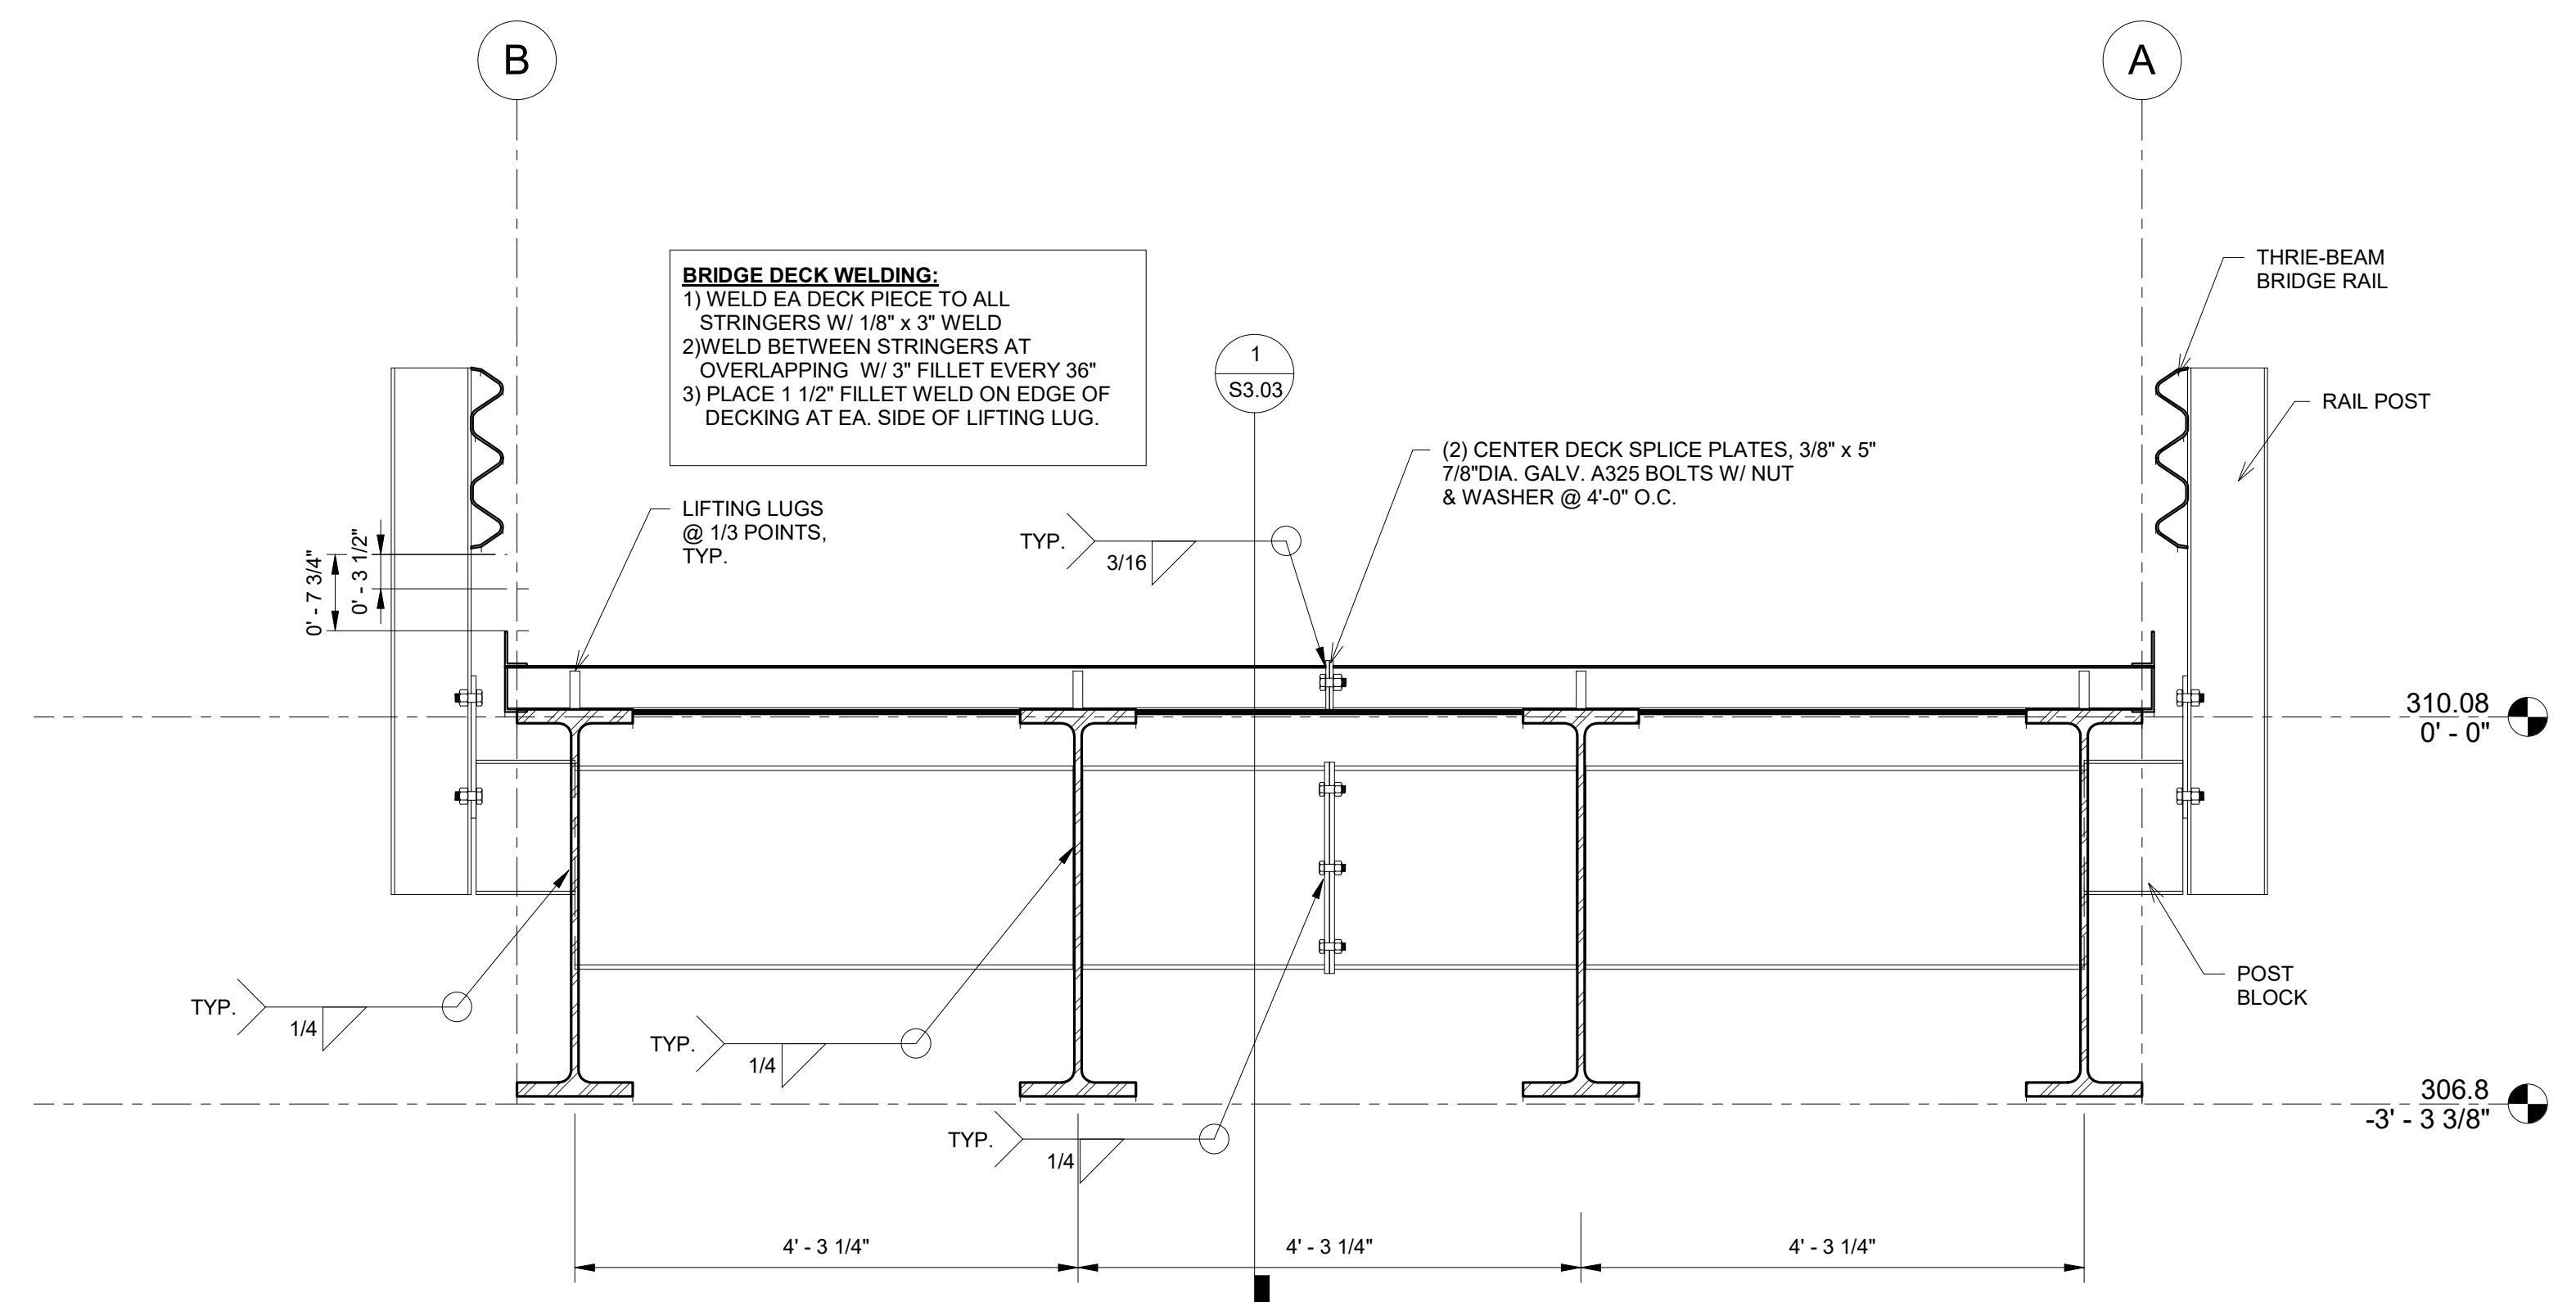 B
A
BRIDGE DECK WELDING:
1) WELD EA DECK PIECE TO ALL
STRINGERS W/ 1/8" x 3" WELD
2)WELD BETWEEN STRINGERS AT
OVERLAPPING W/ 3" FILLET EVERY 36"
3) PLACE 1 1/2" FILLET WELD ON EDGE OF
DECKING AT EA. SIDE OF LIFTING LUG.
THRIE-BEAM
BRIDGE RAIL
1
S3.03
RAIL POST
(2) CENTER DECK SPLICE PLATES, 3/8" x 5"
7/8"DIA. GALV. A325 BOLTS W/ NUT
& WASHER @ 4'-0" O.C.
LIFTING LUGS
@ 1/3 POINTS,
TYP.
TYP.
3/16
0' - 7 3/4"
0' - 3 1/2"
310.08
0' - 0"
POST
BLOCK
TYP.
1/4
TYP.
1/4
TYP.
1/4
306.8
-3' - 3 3/8"
4' - 3 1/4"
4' - 3 1/4"
4' - 3 1/4"